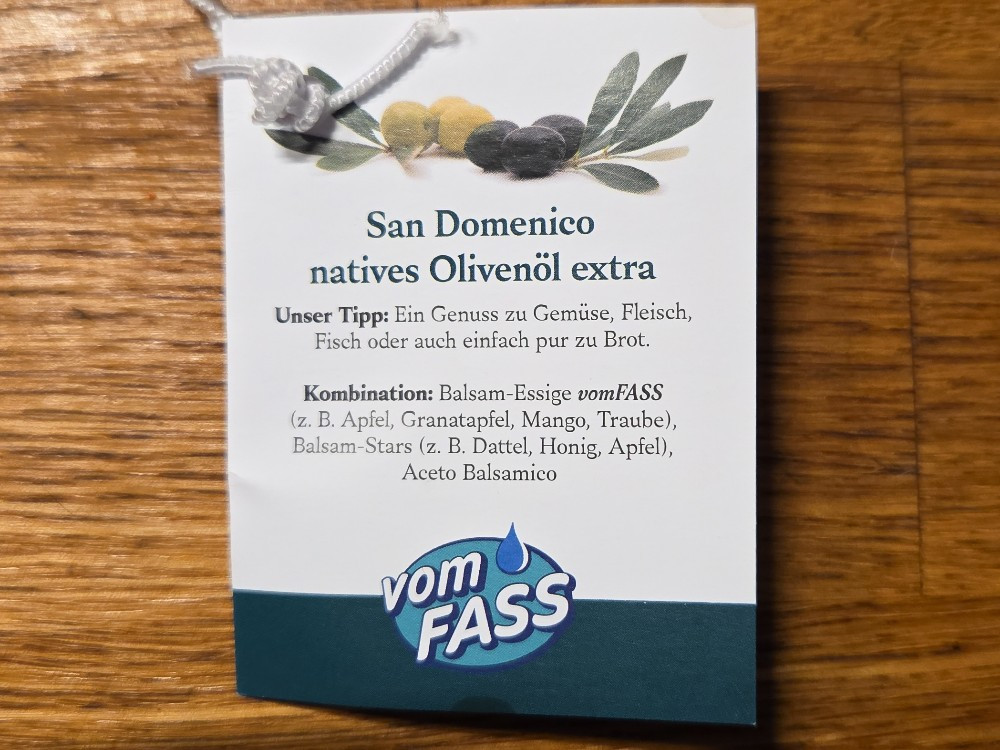 San Domenico
natives Olivenöl extra
Unser Tipp: Ein Genuss zu Gemüse, Fleisch,
Fisch oder auch einfach pur zu Brot.
Kombination: Balsam-Essige vomFASS
(z. B. Apfel, Granatapfel, Mango, Traube),
Balsam-Stars (z. B. Dattel, Honig, Apfel),
Aceto Balsamico
vom
FASS